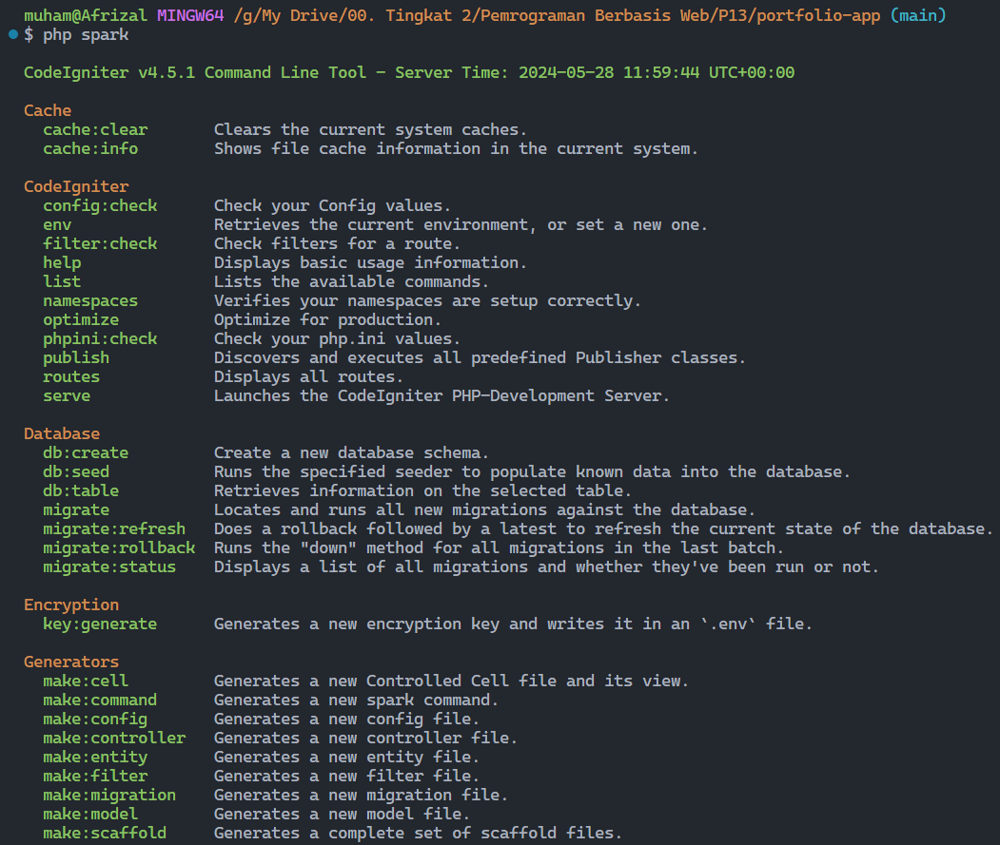 muham@Afrizal MINGW64 /g/My Drive/00. Tingkat 2/Pemrograman Berbasis Web/P13/portfolio-app (main)
$ php spark
CodeIgniter v4.5.1 Command Line Tool - Server Time: 2024-05-28 11:59:44 UTC+00:00
Cache
cache:clear Clears the current system caches.
cache:info Shows file cache information in the current system.
CodeIgniter
config:check Check your Config values.
env Retrieves the current environment, or set a new one.
filter:check Check filters for a route.
help Displays basic usage information.
list Lists the available commands.
namespaces Verifies your namespaces are setup correctly.
optimize Optimize for production.
phpini:check Check your php.ini values.
publish Discovers and executes all predefined Publisher classes.
routes Displays all routes.
serve Launches the CodeIgniter PHP-Development Server.
Database
db:create Create a new database schema.
db:seed Runs the specified seeder to populate known data into the database.
db:table Retrieves information on the selected table.
migrate Locates and runs all new migrations against the database.
migrate:refresh Does a rollback followed by a latest to refresh the current state of the database.
migrate:rollback Runs the "down" method for all migrations in the last batch.
migrate:status Displays a list of all migrations and whether they've been run or not.
Encryption
key:generate Generates a new encryption key and writes it in an `.env` file.
Generators
make:cell Generates a new Controlled Cell file and its view.
make:command Generates a new spark command.
make:config Generates a new config file.
make:controller Generates a new controller file.
make:entity Generates a new entity file.
make:filter Generates a new filter file.
make:migration Generates a new migration file.
make:model Generates a new model file.
make:scaffold Generates a complete set of scaffold files.